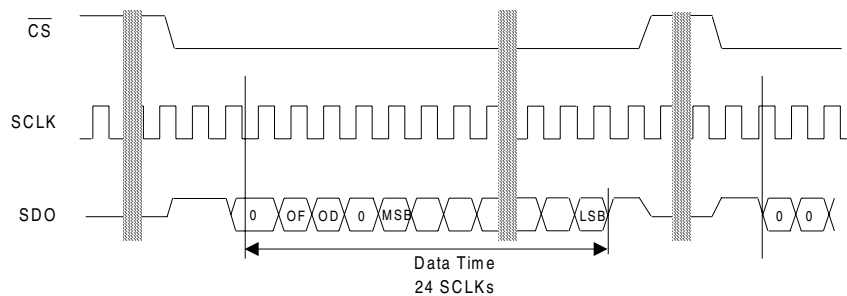 CS
SCLK
SDO
0 OF OD 0 MSB LSB 0 0
Data Time
24 SCLKs